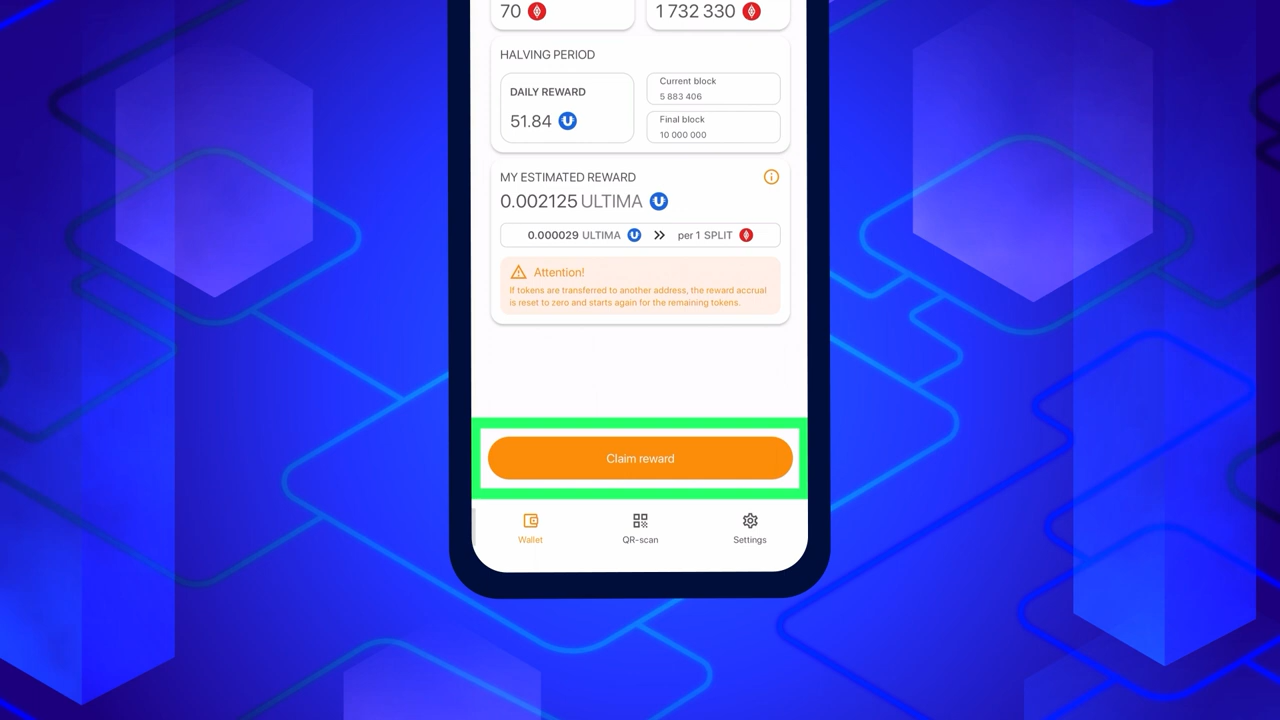 70
1 732 330
HALVING PERIOD
DAILY REWARD
51.84
Current block
5 883 406
Final block
10 000 000
MY ESTIMATED REWARD
0.002125 ULTIMA
0.000029 ULTIMA » per 1 SPLIT
Attention!
If tokens are transferred to another address, the reward accrual
is reset to zero and starts again for the remaining tokens.
Claim reward
Wallet
QR-scan
Settings